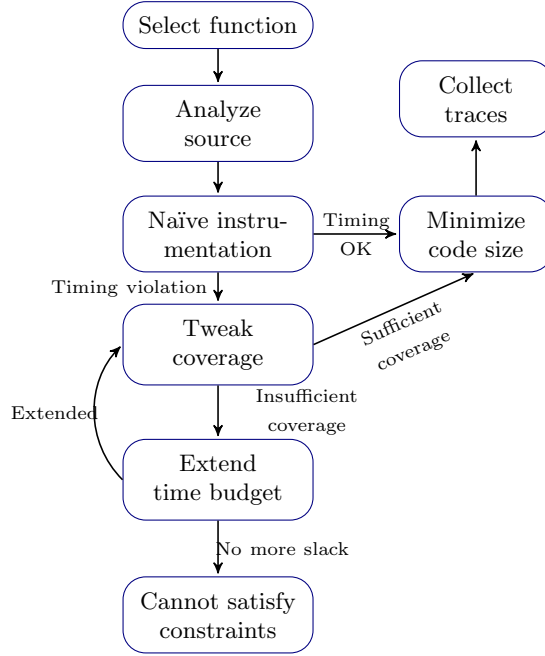 Select function
Analyze
source
Collect
traces
Naïve instru-
mentation
Timing
OK
Minimize
code size
Timing violation
Tweak
coverage
Sufficient
coverage
Insufficient
coverage
Extended
Extend
time budget
No more slack
Cannot satisfy
constraints